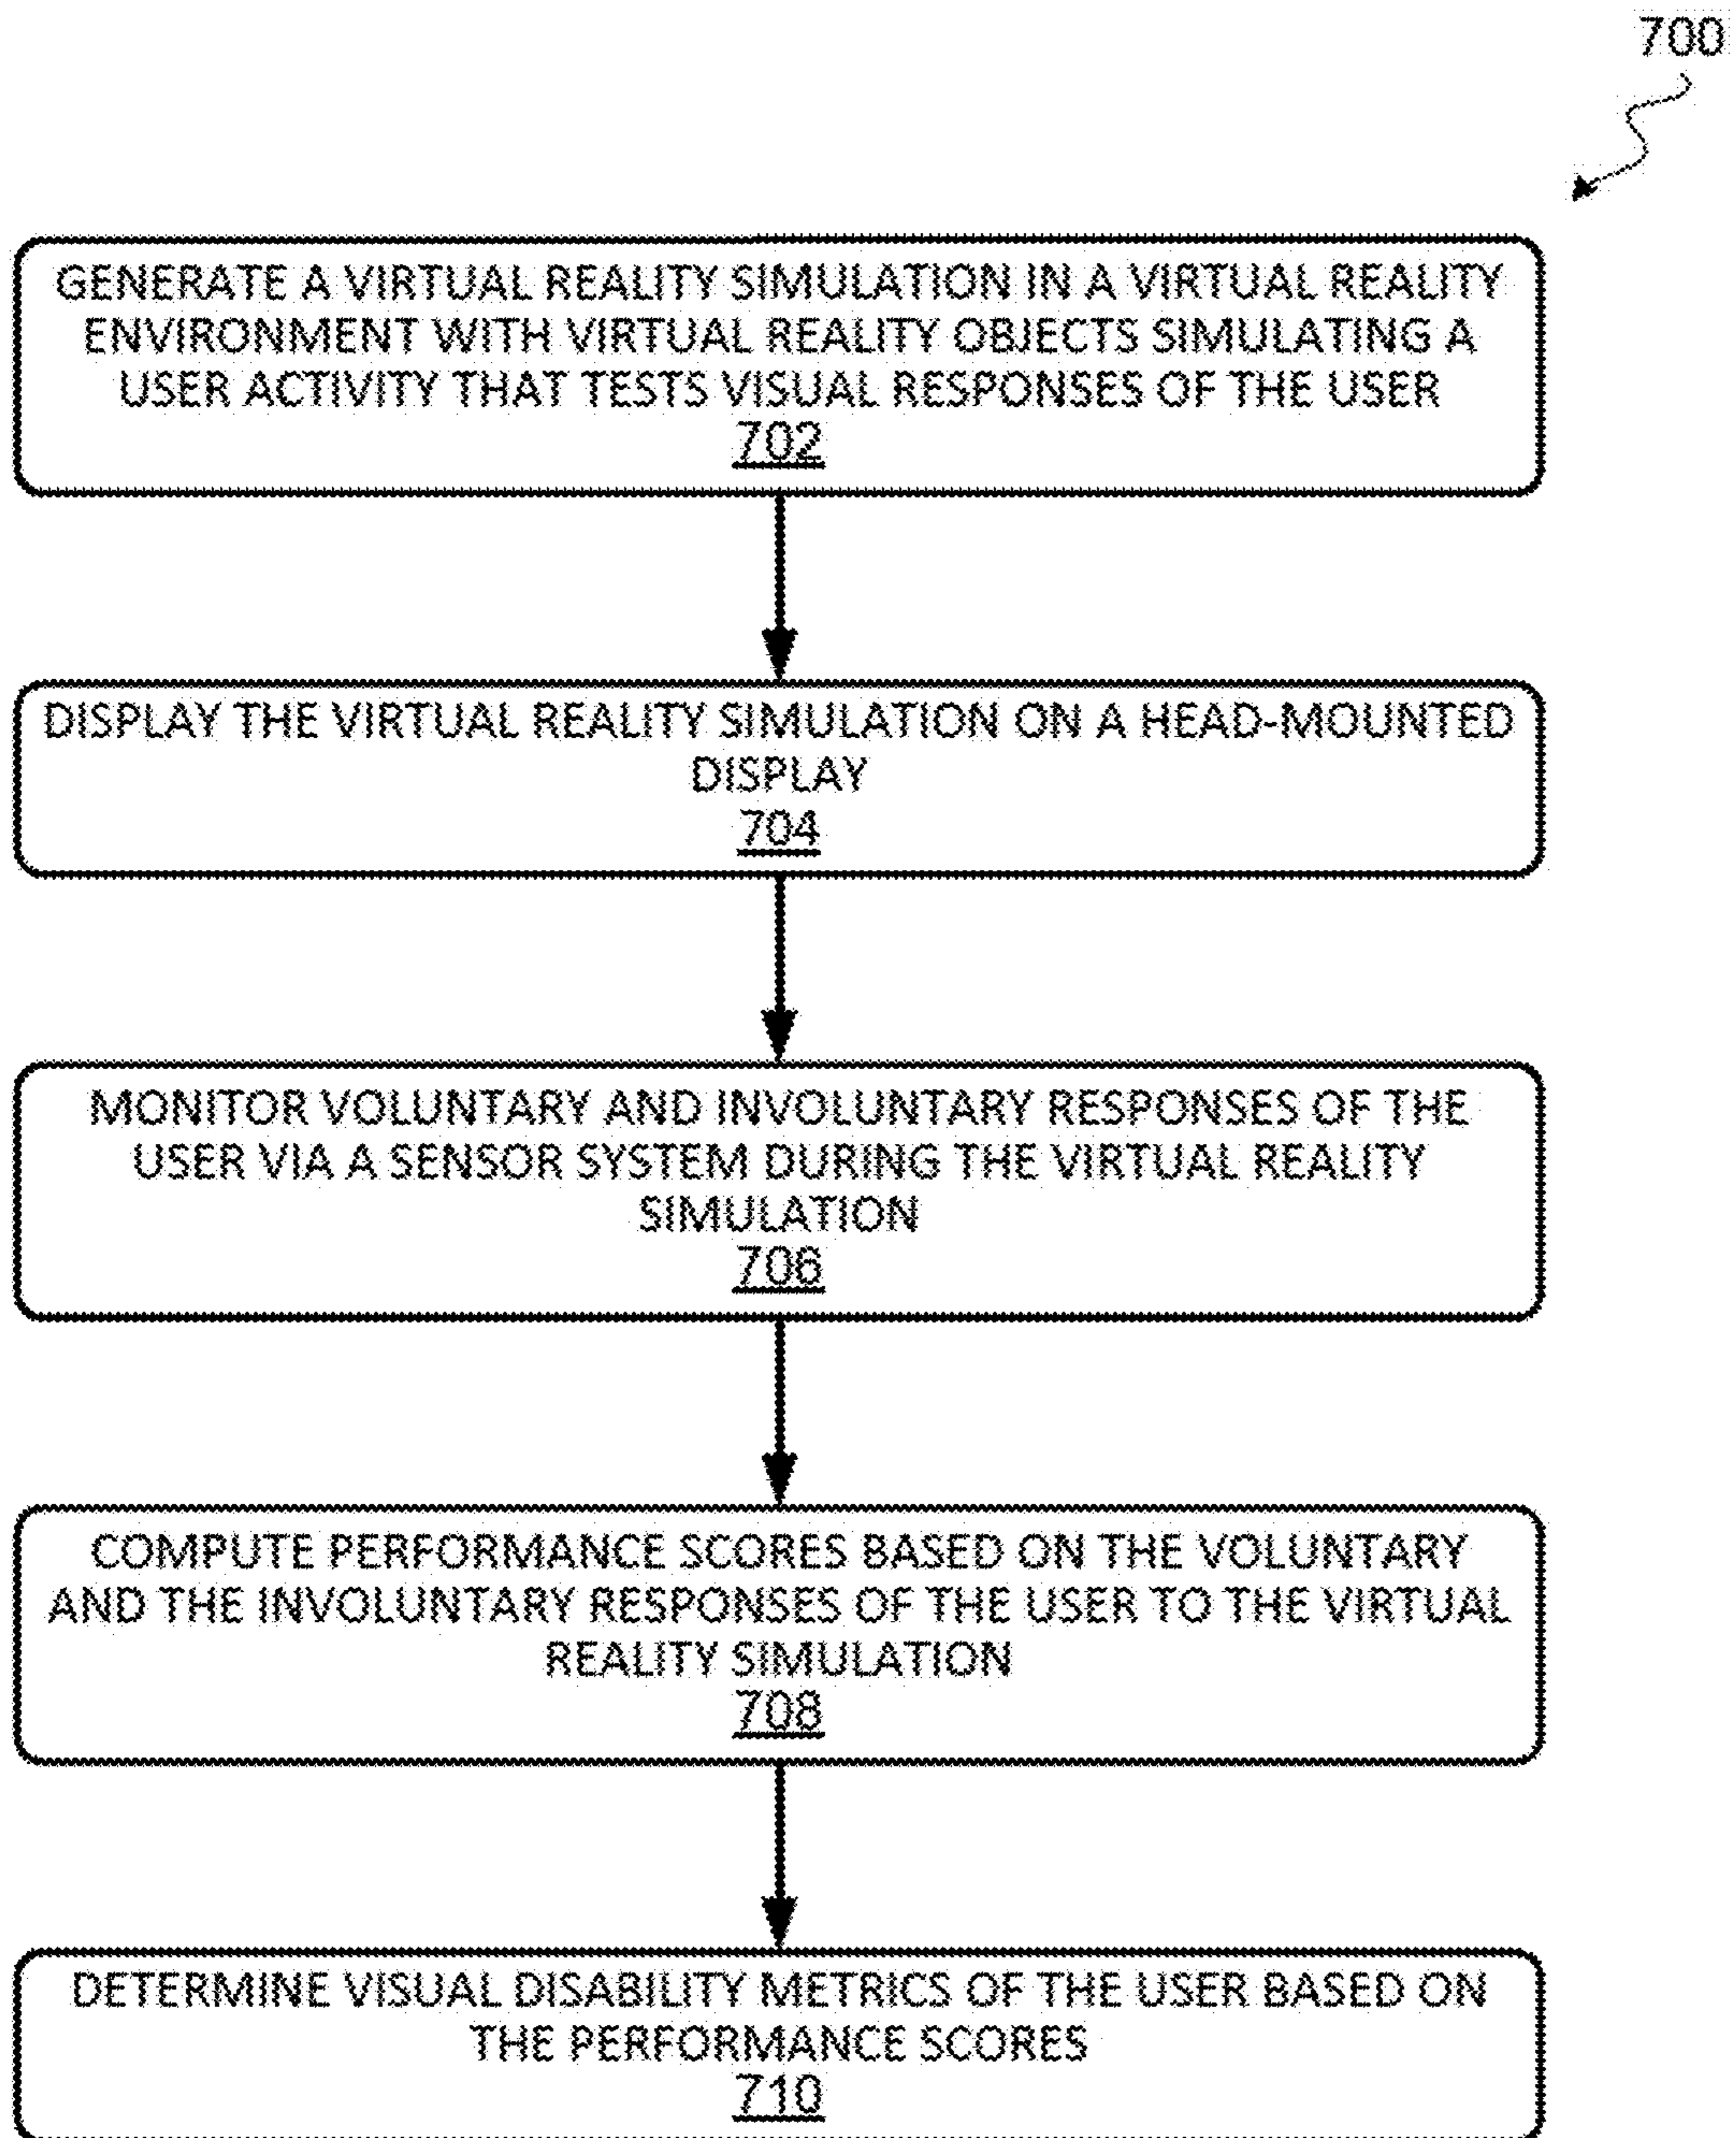 700
GENERATE A VIRTUAL REALITY SIMULATION IN A VIRTUAL REALITY
ENVIRONMENT WITH VIRTUAL REALITY OBJECTS SIMULATING A
USER ACTIVITY THAT TESTS VISUAL RESPONSES OF THE USER
702
DISPLAY THE VIRTUAL REALITY SIMULATION ON A HEAD-MOUNTED
DISPLAY
704
MONITOR VOLUNTARY AND INVOLUNTARY RESPONSES OF THE
USER VIA A SENSOR SYSTEM DURING THE VIRTUAL REALITY
SIMULATION
706
COMPUTE PERFORMANCE SCORES BASED ON THE VOLUNTARY
AND THE INVOLUNTARY RESPONSES OF THE USER TO THE VIRTUAL
REALITY SIMULATION
708
DETERMINE VISUAL DISABILITY METRICS OF THE USER BASED ON
THE PERFORMANCE SCORES
710